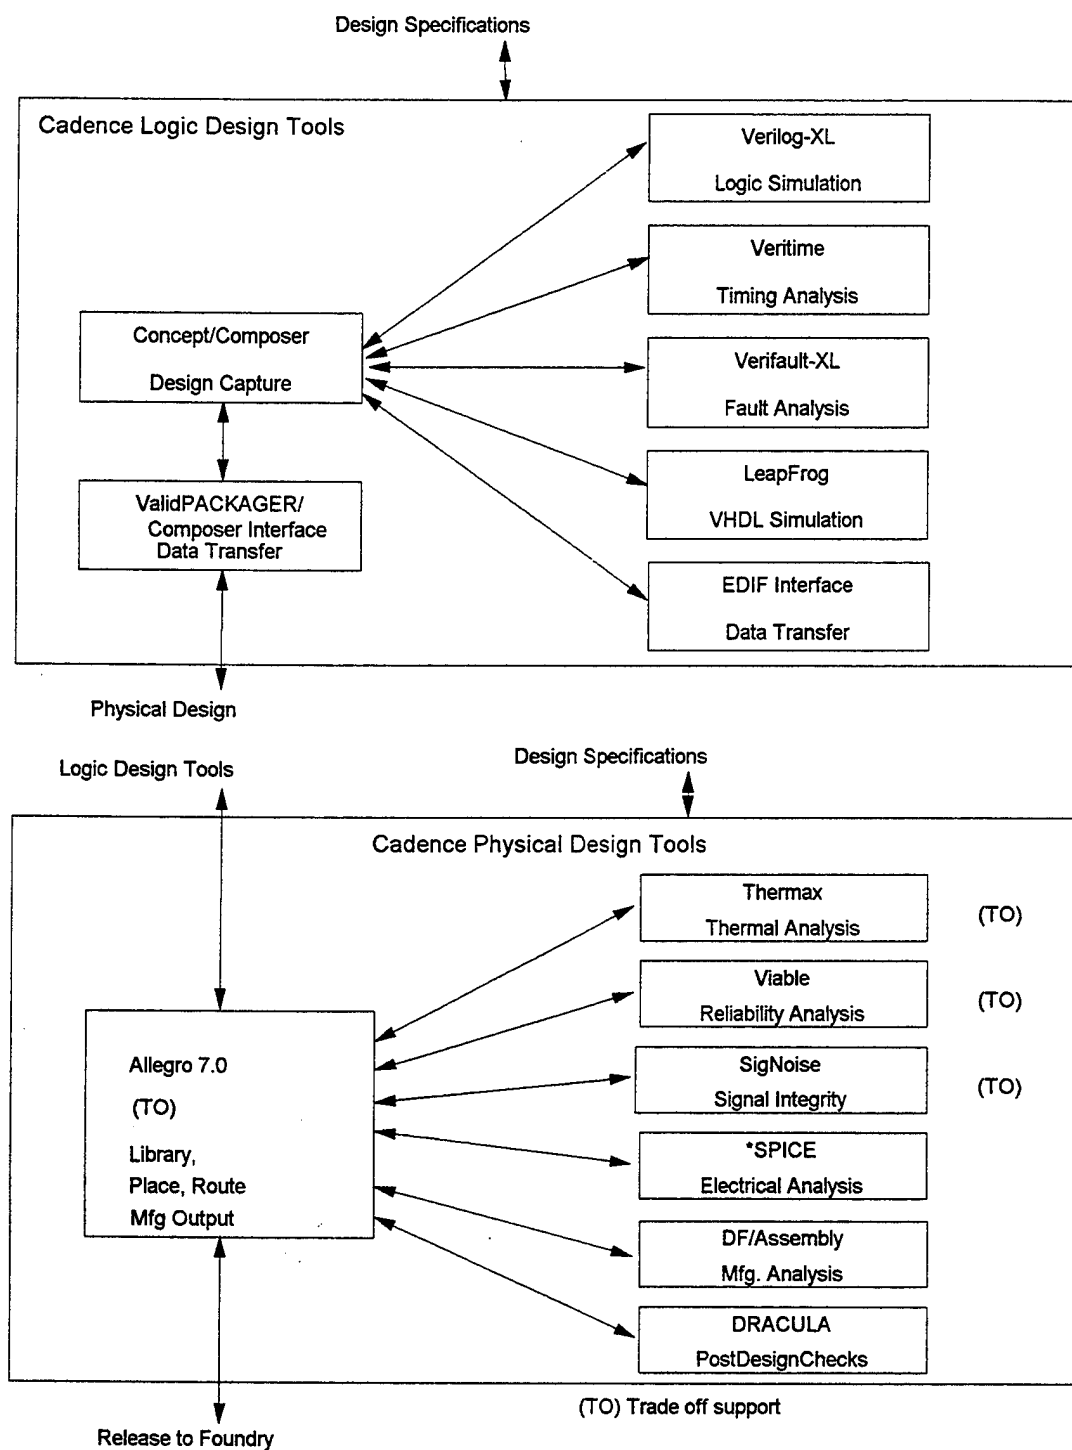 Design Specifications
Cadence Logic Design Tools
Verilog-XL
Logic Simulation
Veritime
Timing Analysis
Concept/Composer
Design Capture
Verifault-XL
Fault Analysis
ValidPACKAGER/
Composer Interface
Data Transfer
LeapFrog
VHDL Simulation
EDIF Interface
Data Transfer
Physical Design
Logic Design Tools
Design Specifications
Cadence Physical Design Tools
Thermax
Thermal Analysis
(TO)
Viable
Reliability Analysis
(TO)
Allegro 7.0
(TO)
Library,
Place, Route
Mfg Output
SigNoise
Signal Integrity
(TO)
*SPICE
Electrical Analysis
DF/Assembly
Mfg. Analysis
DRACULA
PostDesignChecks
(TO) Trade off support
Release to Foundry